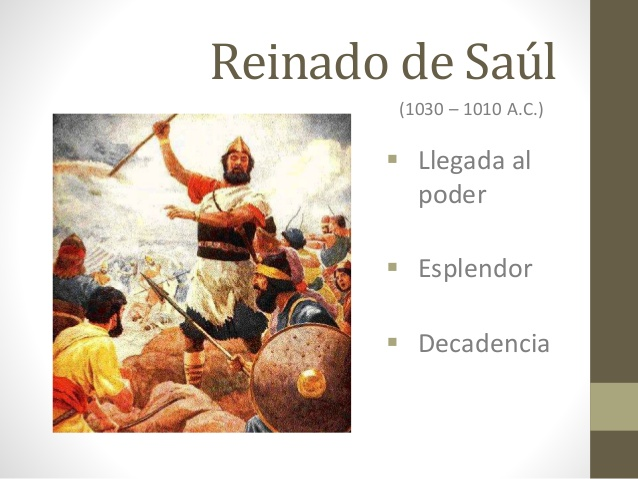 Reinado de Saúl
(1030 – 1010 A.C.)
▪ Llegada al
poder
▪ Esplendor
▪ Decadencia